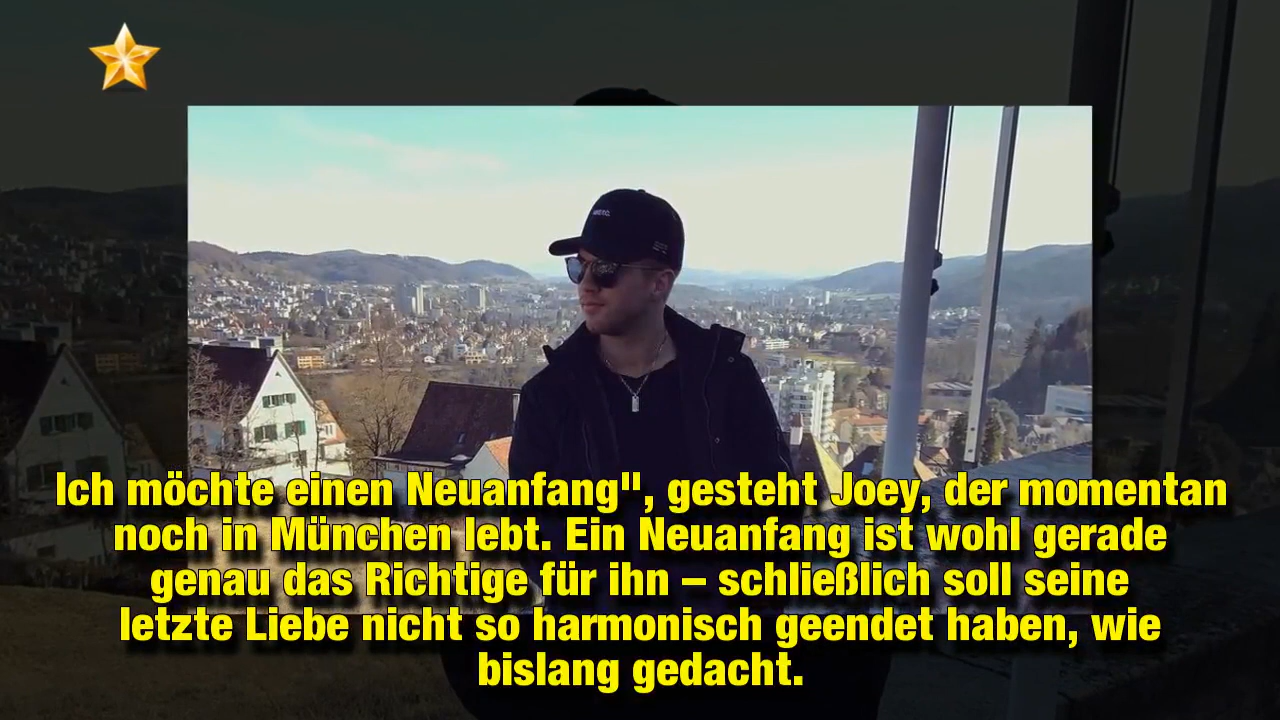 Ich möchte einen Neuanfang", gesteht Joey, der momentan
noch in München lebt. Ein Neuanfang ist wohl gerade
genau das Richtige für ihn – schließlich soll seine
letzte Liebe nicht so harmonisch geendet haben, wie
bislang gedacht.